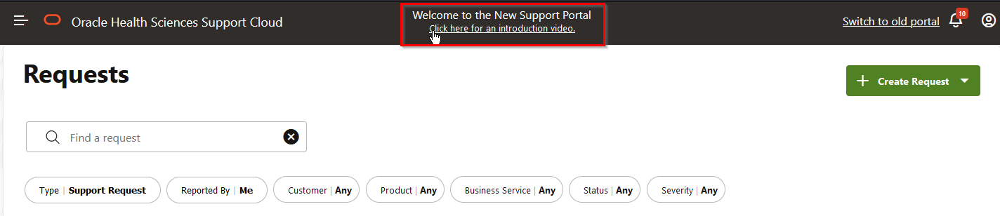 Oracle Health Sciences Support Cloud
Welcome to the New Support Portal
Click here for an introduction video.
Switch to old portal
10
Requests
Create Request
Find a request
Type | Support Request
Reported By | Me
Customer | Any
Product | Any
Business Service | Any
Status | Any
Severity | Any